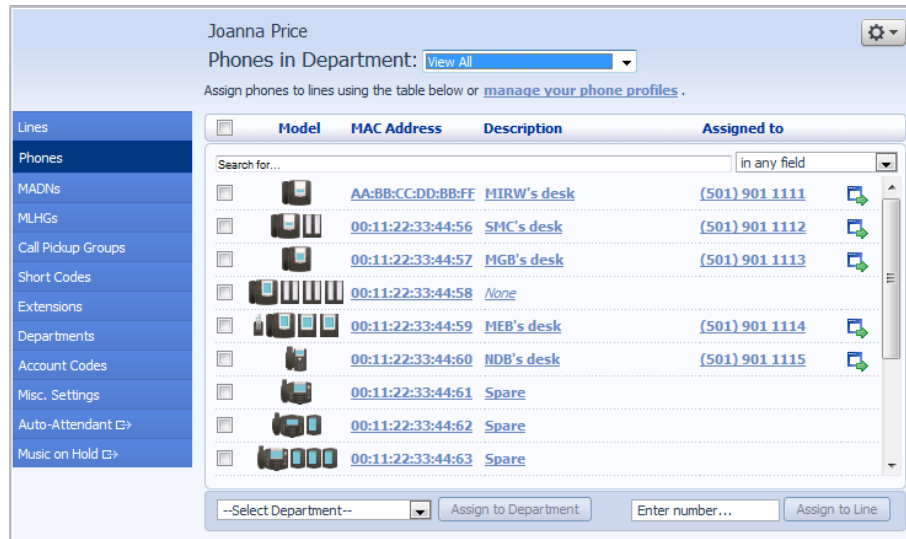 Joanna Price
Phones in Department: View All
Assign phones to lines using the table below or manage your phone profiles .
Lines
Phones
MADNs
MLHGs
Call Pickup Groups
Short Codes
Extensions
Departments
Account Codes
Misc. Settings
Auto-Attendant
Music on Hold
Model MAC Address Description Assigned to
Search for... in any field
AA:BB:CC:DD:BB:FF MIRW's desk (501) 901 1111
00:11:22:33:44:56 SMC's desk (501) 901 1112
00:11:22:33:44:57 MGB's desk (501) 901 1113
00:11:22:33:44:58 None
00:11:22:33:44:59 MEB's desk (501) 901 1114
00:11:22:33:44:60 NDB's desk (501) 901 1115
00:11:22:33:44:61 Spare
00:11:22:33:44:62 Spare
00:11:22:33:44:63 Spare
--Select Department-- Assign to Department Enter number... Assign to Line